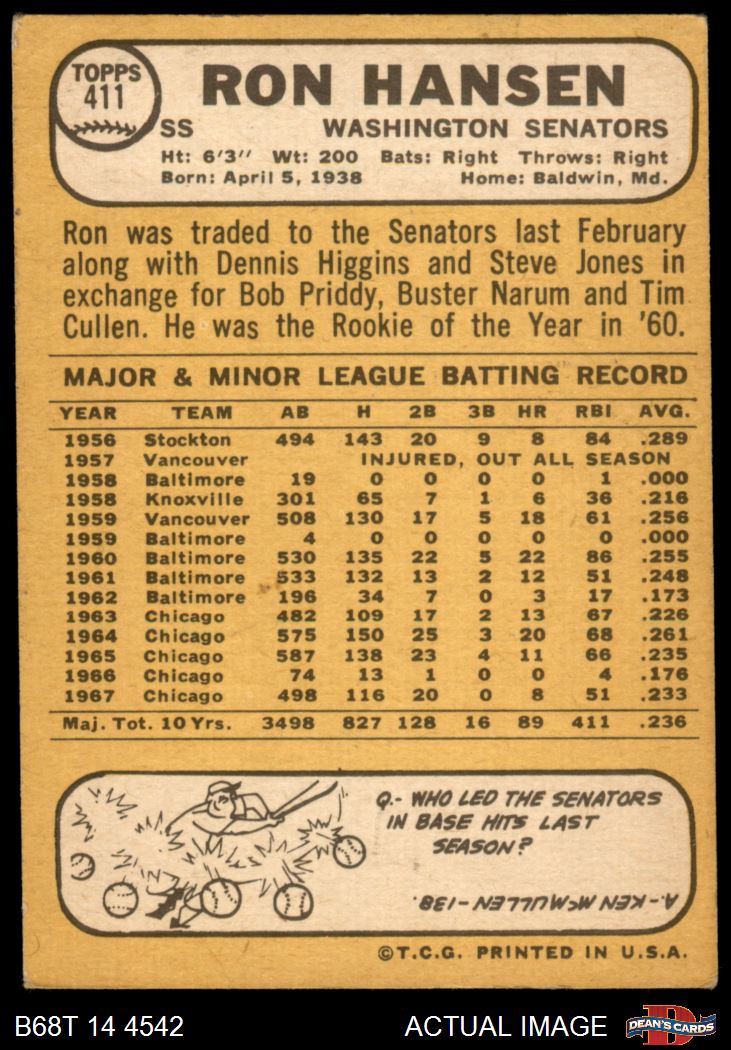 TOPPS
411
RON HANSEN
SS WASHINGTON SENATORS
Ht: 6'3" Wt: 200 Bats: Right Throws: Right
Born: April 5, 1938 Home: Baldwin, Md.
Ron was traded to the Senators last February
along with Dennis Higgins and Steve Jones in
exchange for Bob Priddy, Buster Narum and Tim
Cullen. He was the Rookie of the Year in '60.
MAJOR & MINOR LEAGUE BATTING RECORD
YEAR TEAM AB H 2B 3B HR RBI AVG.
1956 Stockton 494 143 20 9 8 84 .289
1957 Vancouver INJURED, OUT ALL SEASON
1958 Baltimore 19 0 0 0 0 1 .000
1958 Knoxville 301 65 7 1 6 36 .216
1959 Vancouver 508 130 17 5 18 61 .256
1959 Baltimore 4 0 0 0 0 0 .000
1960 Baltimore 530 135 22 5 22 86 .255
1961 Baltimore 533 132 13 2 12 51 .248
1962 Baltimore 196 34 7 0 3 17 .173
1963 Chicago 482 109 17 2 13 67 .226
1964 Chicago 575 150 25 3 20 68 .261
1965 Chicago 587 138 23 4 11 66 .235
1966 Chicago 74 13 1 0 0 4 .176
1967 Chicago 498 116 20 0 8 51 .233
Maj. Tot. 10 Yrs. 3498 827 128 16 89 411 .236
Q.- WHO LED THE SENATORS
IN BASE HITS LAST
SEASON?
A.- KEN McMULLEN - 138.
©T.C.G. PRINTED IN U.S.A.
B68T 14 4542 ACTUAL IMAGE
D
DEAN'S CARDS